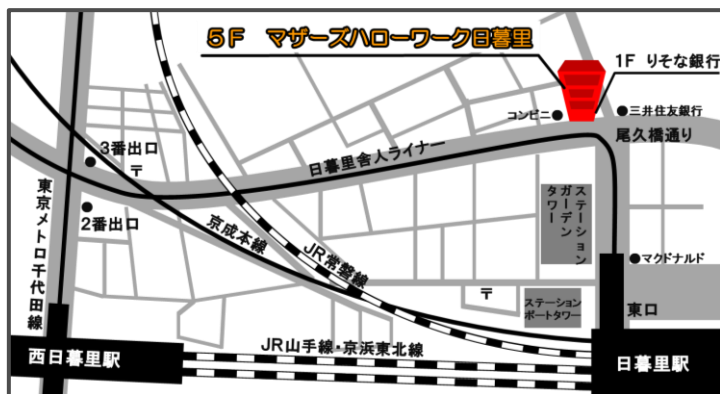 5F マザーズハローワーク日暮里
1F りそな銀行
コンビニ
三井住友銀行
尾久橋通り
3番出口
〒
日暮里舎人ライナー
2番出口
東京メトロ千代田線
京成本線
JR常磐線
ステーション
ガーデン
タワー
マクドナルド
〒
ステーション
ポートタワー
東口
JR山手線・京浜東北線
西日暮里駅
日暮里駅